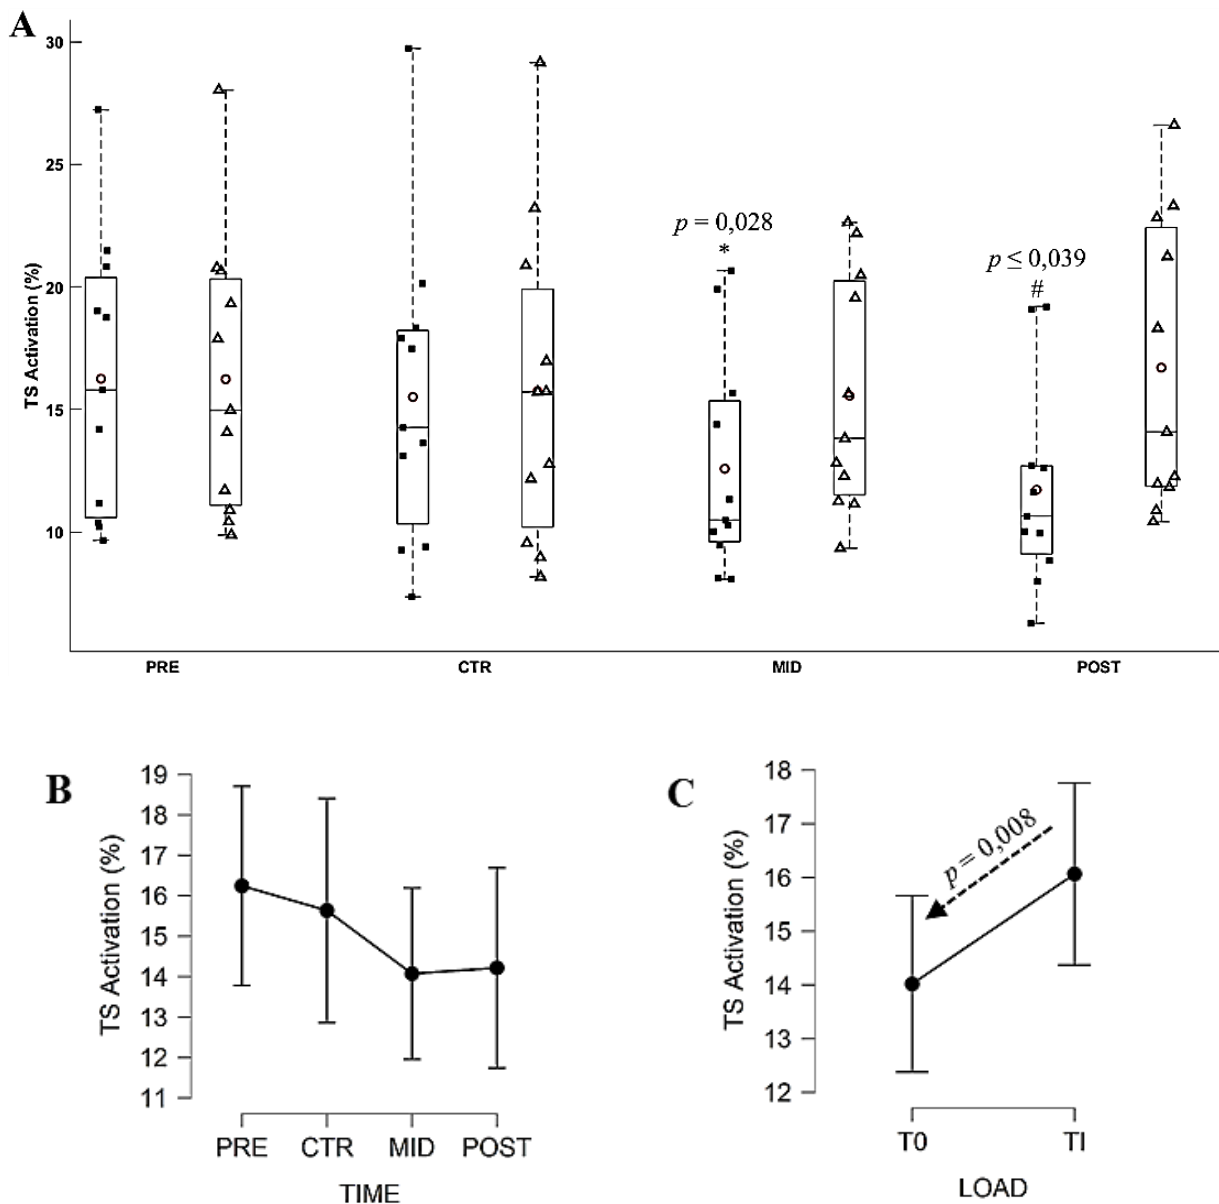 A
TS Activation (%)
30
25
20
15
10
p = 0,028
*
p ≤ 0,039
#
PRE CTR MID POST
B
TS Activation (%)
19
18
17
16
15
14
13
12
11
PRE CTR MID POST
TIME
C
TS Activation (%)
18
17
16
15
14
13
12
p = 0,008
T0 TI
LOAD